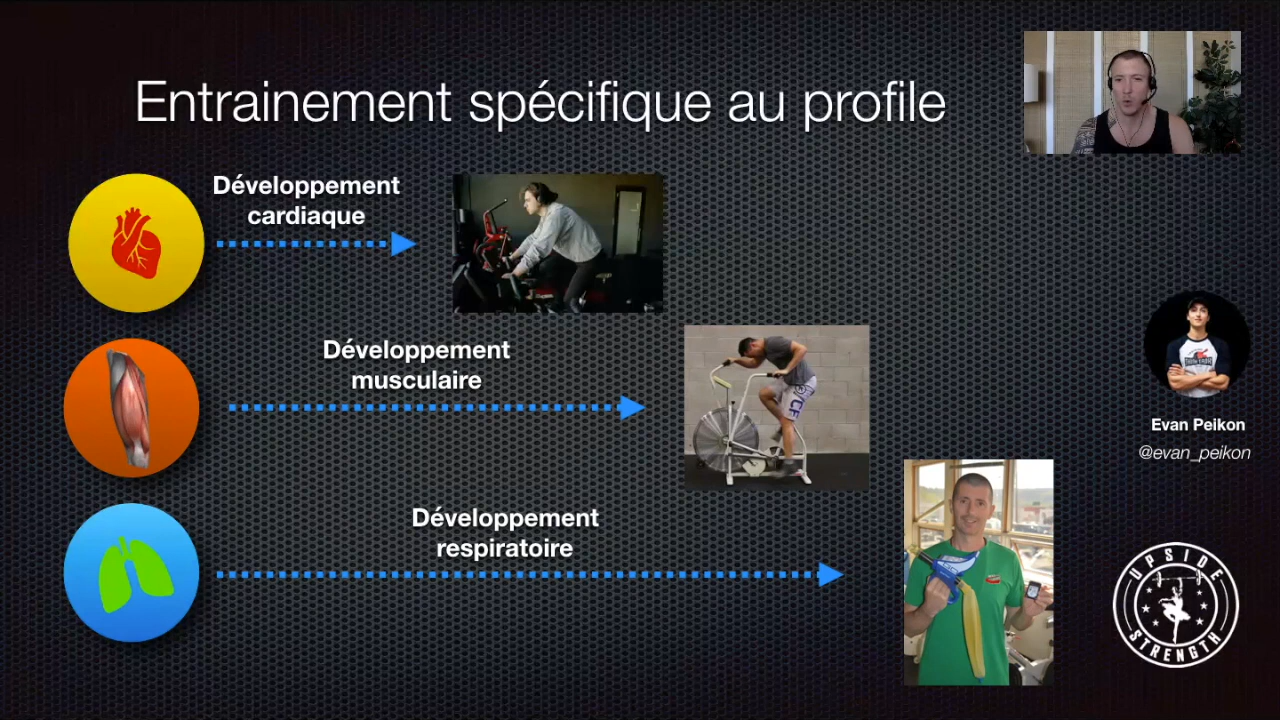 Entrainement spécifique au profile
Développement
cardiaque
Développement
musculaire
Développement
respiratoire
Evan Peikon
@evan_peikon
UPSIDE
STRENGTH